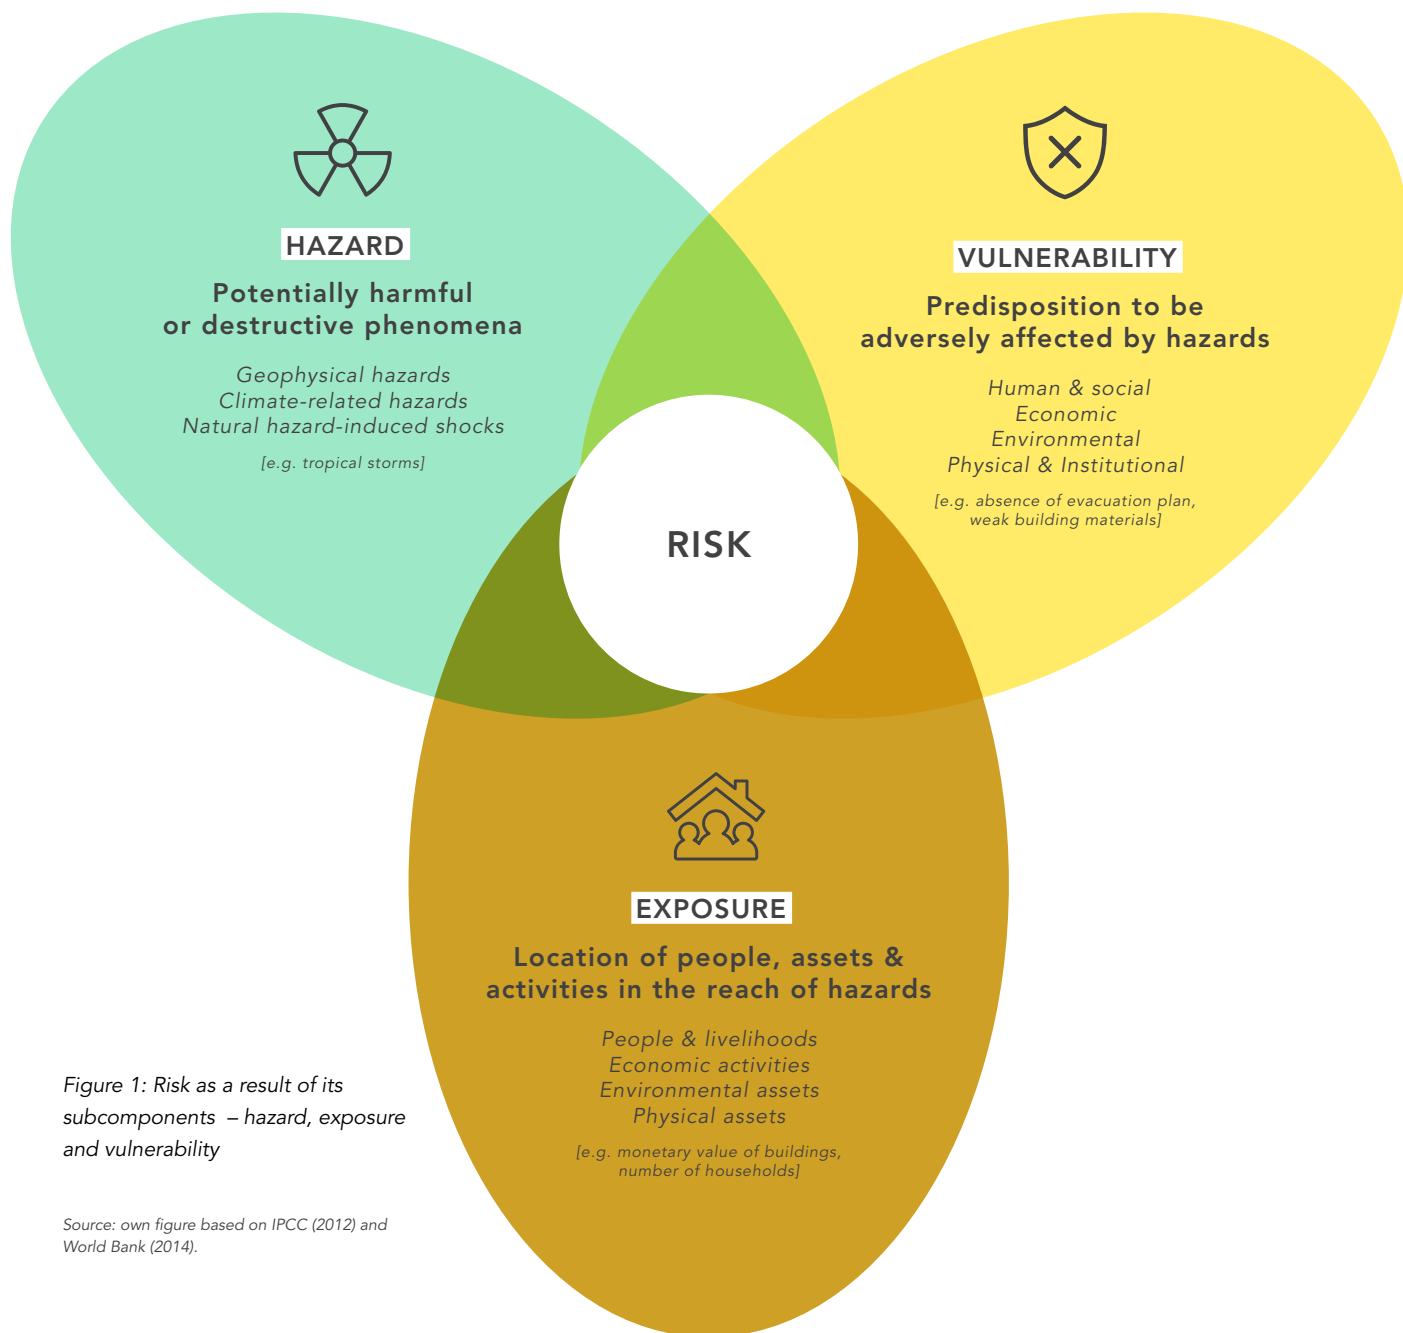 HAZARD
Potentially harmful
or destructive phenomena
Geophysical hazards
Climate-related hazards
Natural hazard-induced shocks
[e.g. tropical storms]
VULNERABILITY
Predisposition to be
adversely affected by hazards
Human & social
Economic
Environmental
Physical & Institutional
[e.g. absence of evacuation plan,
weak building materials]
RISK
EXPOSURE
Location of people, assets &
activities in the reach of hazards
People & livelihoods
Economic activities
Environmental assets
Physical assets
[e.g. monetary value of buildings,
number of households]
Figure 1: Risk as a result of its
subcomponents – hazard, exposure
and vulnerability
Source: own figure based on IPCC (2012) and
World Bank (2014).